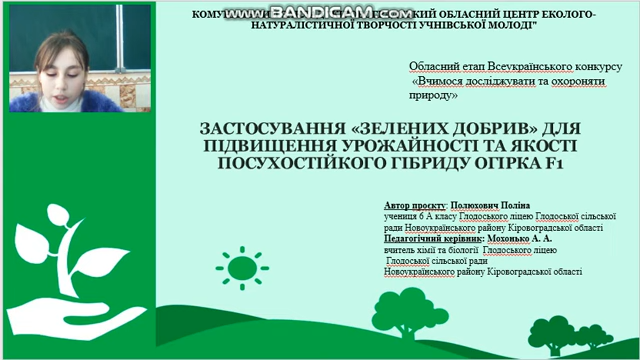 КОМУ
КИЙ ОБЛАСНИЙ ЦЕНТР ЕКОЛОГО-
WWW.BANDICAM.COM
НАТУРАЛІСТИЧНОЇ ТВОРЧОСТІ УЧНІВСЬКОЇ МОЛОДІ"
Обласний етап Всеукраїнського конкурсу
«Вчимося досліджувати та охороняти
природу»
ЗАСТОСУВАННЯ «ЗЕЛЕНИХ ДОБРИВ» ДЛЯ
ПІДВИЩЕННЯ УРОЖАЙНОСТІ ТА ЯКОСТІ
ПОСУХОСТІЙКОГО ГІБРИДУ ОГІРКА F1
Автор проєкту: Полюхович Поліна
учениця 6 А класу Глодоського ліцею Глодоської сільської
ради Новоукраїнського району Кіровоградської області
Педагогічний керівник: Мохонько А. А.
вчитель хімії та біології Глодоського ліцею
Глодоської сільської ради
Новоукраїнського району Кіровоградської області